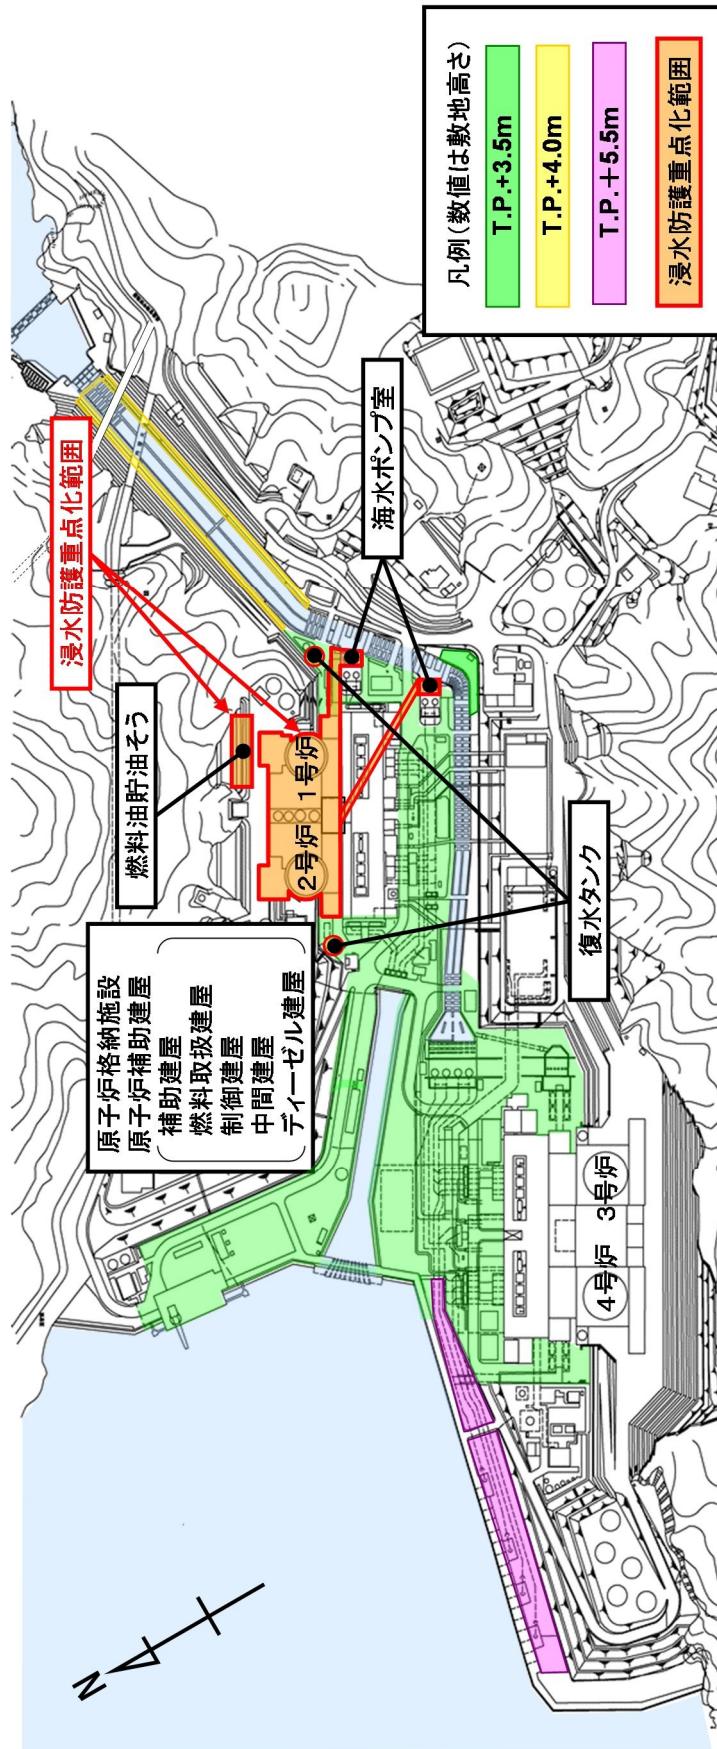 凡例(数値は敷地高さ)
T.P.+3.5m
T.P.+4.0m
T.P.+5.5m
浸水防護重点化範囲
浸水防護重点化範囲
海水ポンプ室
燃料油貯油そう
1号炉
2号炉
復水タンク
原子炉格納施設
原子炉補助建屋
補助建屋
燃料取扱建屋
制御建屋
中間建屋
ディーゼル建屋
3号炉
4号炉
N